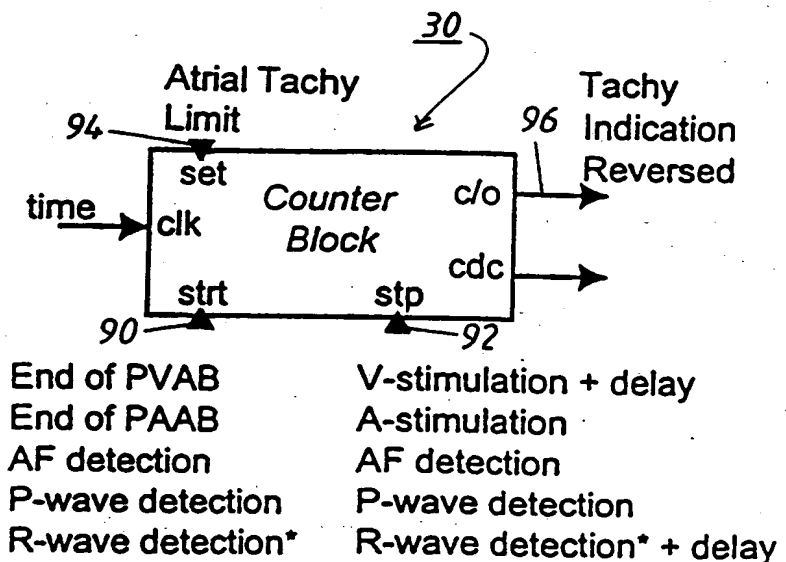 30
Atrial Tachy
Limit
94
96
Tachy
Indication
Reversed
set
time
clk
Counter
Block
c/o
cdc
strt
stp
90
92
End of PVAB
End of PAAB
AF detection
P-wave detection
R-wave detection*
V-stimulation + delay
A-stimulation
AF detection
P-wave detection
R-wave detection* + delay